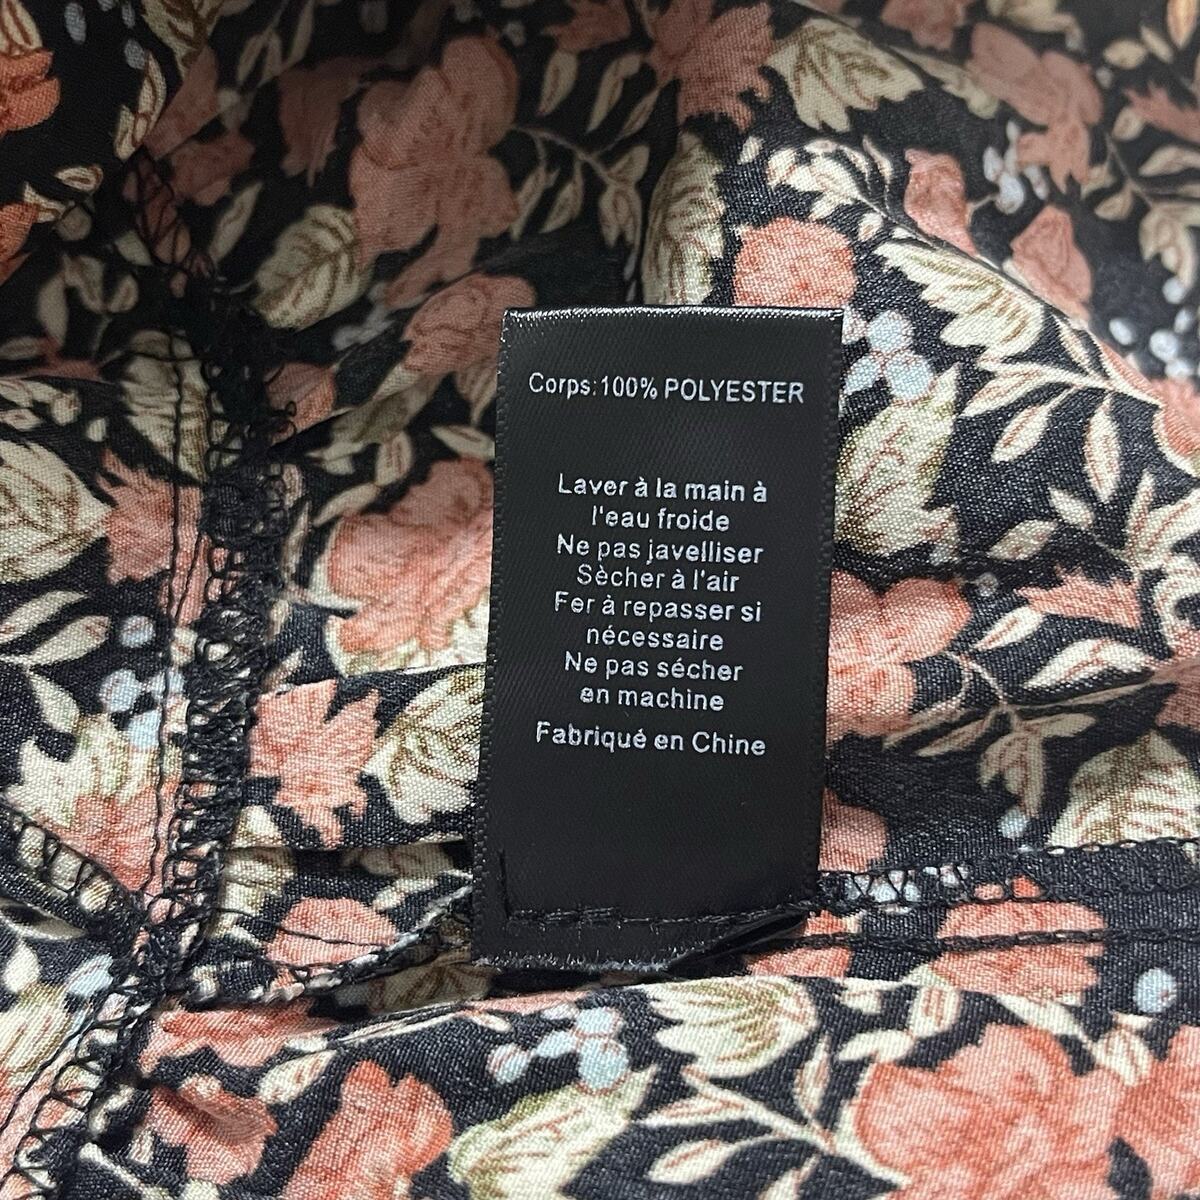 Corps:100% POLYESTER
Laver à la main à
l'eau froide
Ne pas javelliser
Sècher à l'air
Fer à repasser si
nécessaire
Ne pas sécher
en machine
Fabriqué en Chine